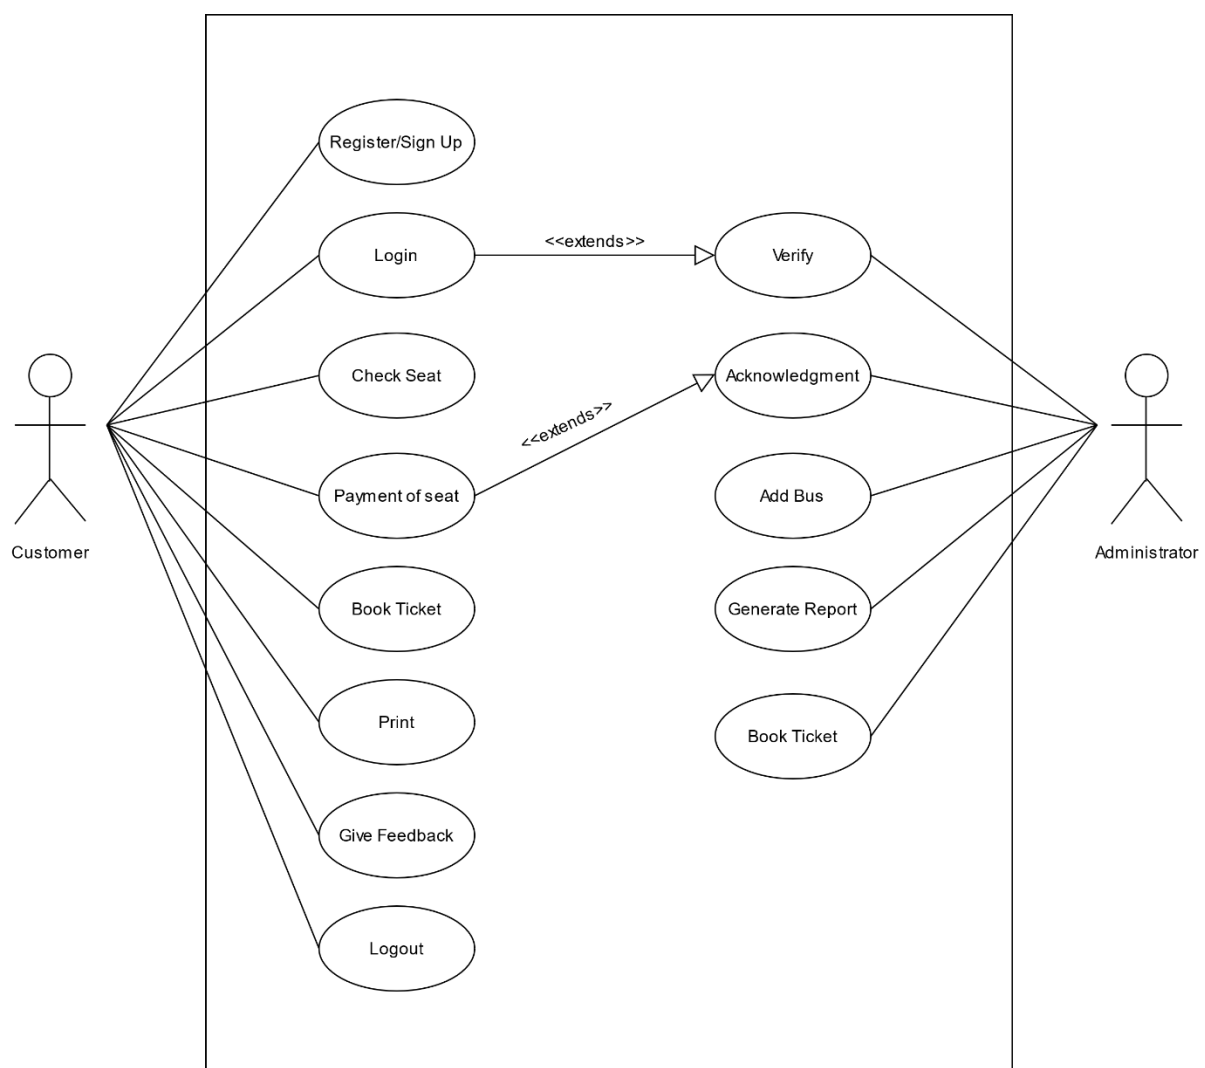 Register/Sign Up
Login
<<extends>>
Verify
Check Seat
<<extends>>
Acknowledgment
Payment of seat
Add Bus
Customer
Administrator
Book Ticket
Generate Report
Print
Book Ticket
Give Feedback
Logout